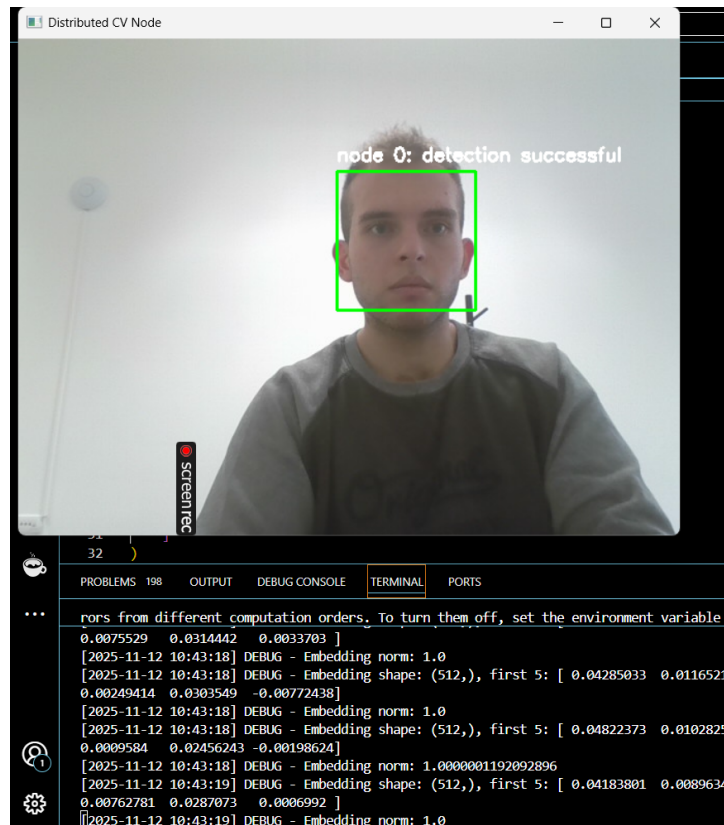 Distributed CV Node
node 0: detection successful
screen rec
31 ]
32 )
PROBLEMS 198 OUTPUT DEBUG CONSOLE TERMINAL PORTS
rors from different computation orders. To turn them off, set the environment variable
0.0075529 0.0314442 0.0033703 ]
[2025-11-12 10:43:18] DEBUG - Embedding norm: 1.0
[2025-11-12 10:43:18] DEBUG - Embedding shape: (512,), first 5: [ 0.04285033 0.0116521
0.00249414 0.0303549 -0.00772438]
[2025-11-12 10:43:18] DEBUG - Embedding norm: 1.0
[2025-11-12 10:43:18] DEBUG - Embedding shape: (512,), first 5: [ 0.04822373 0.0102825
0.0009584 0.02456243 -0.00198624]
[2025-11-12 10:43:18] DEBUG - Embedding norm: 1.0000001192092896
[2025-11-12 10:43:19] DEBUG - Embedding shape: (512,), first 5: [ 0.04183801 0.0089634
0.00762781 0.0287073 0.0006992 ]
1
[2025-11-12 10:43:19] DEBUG - Embedding norm: 1.0